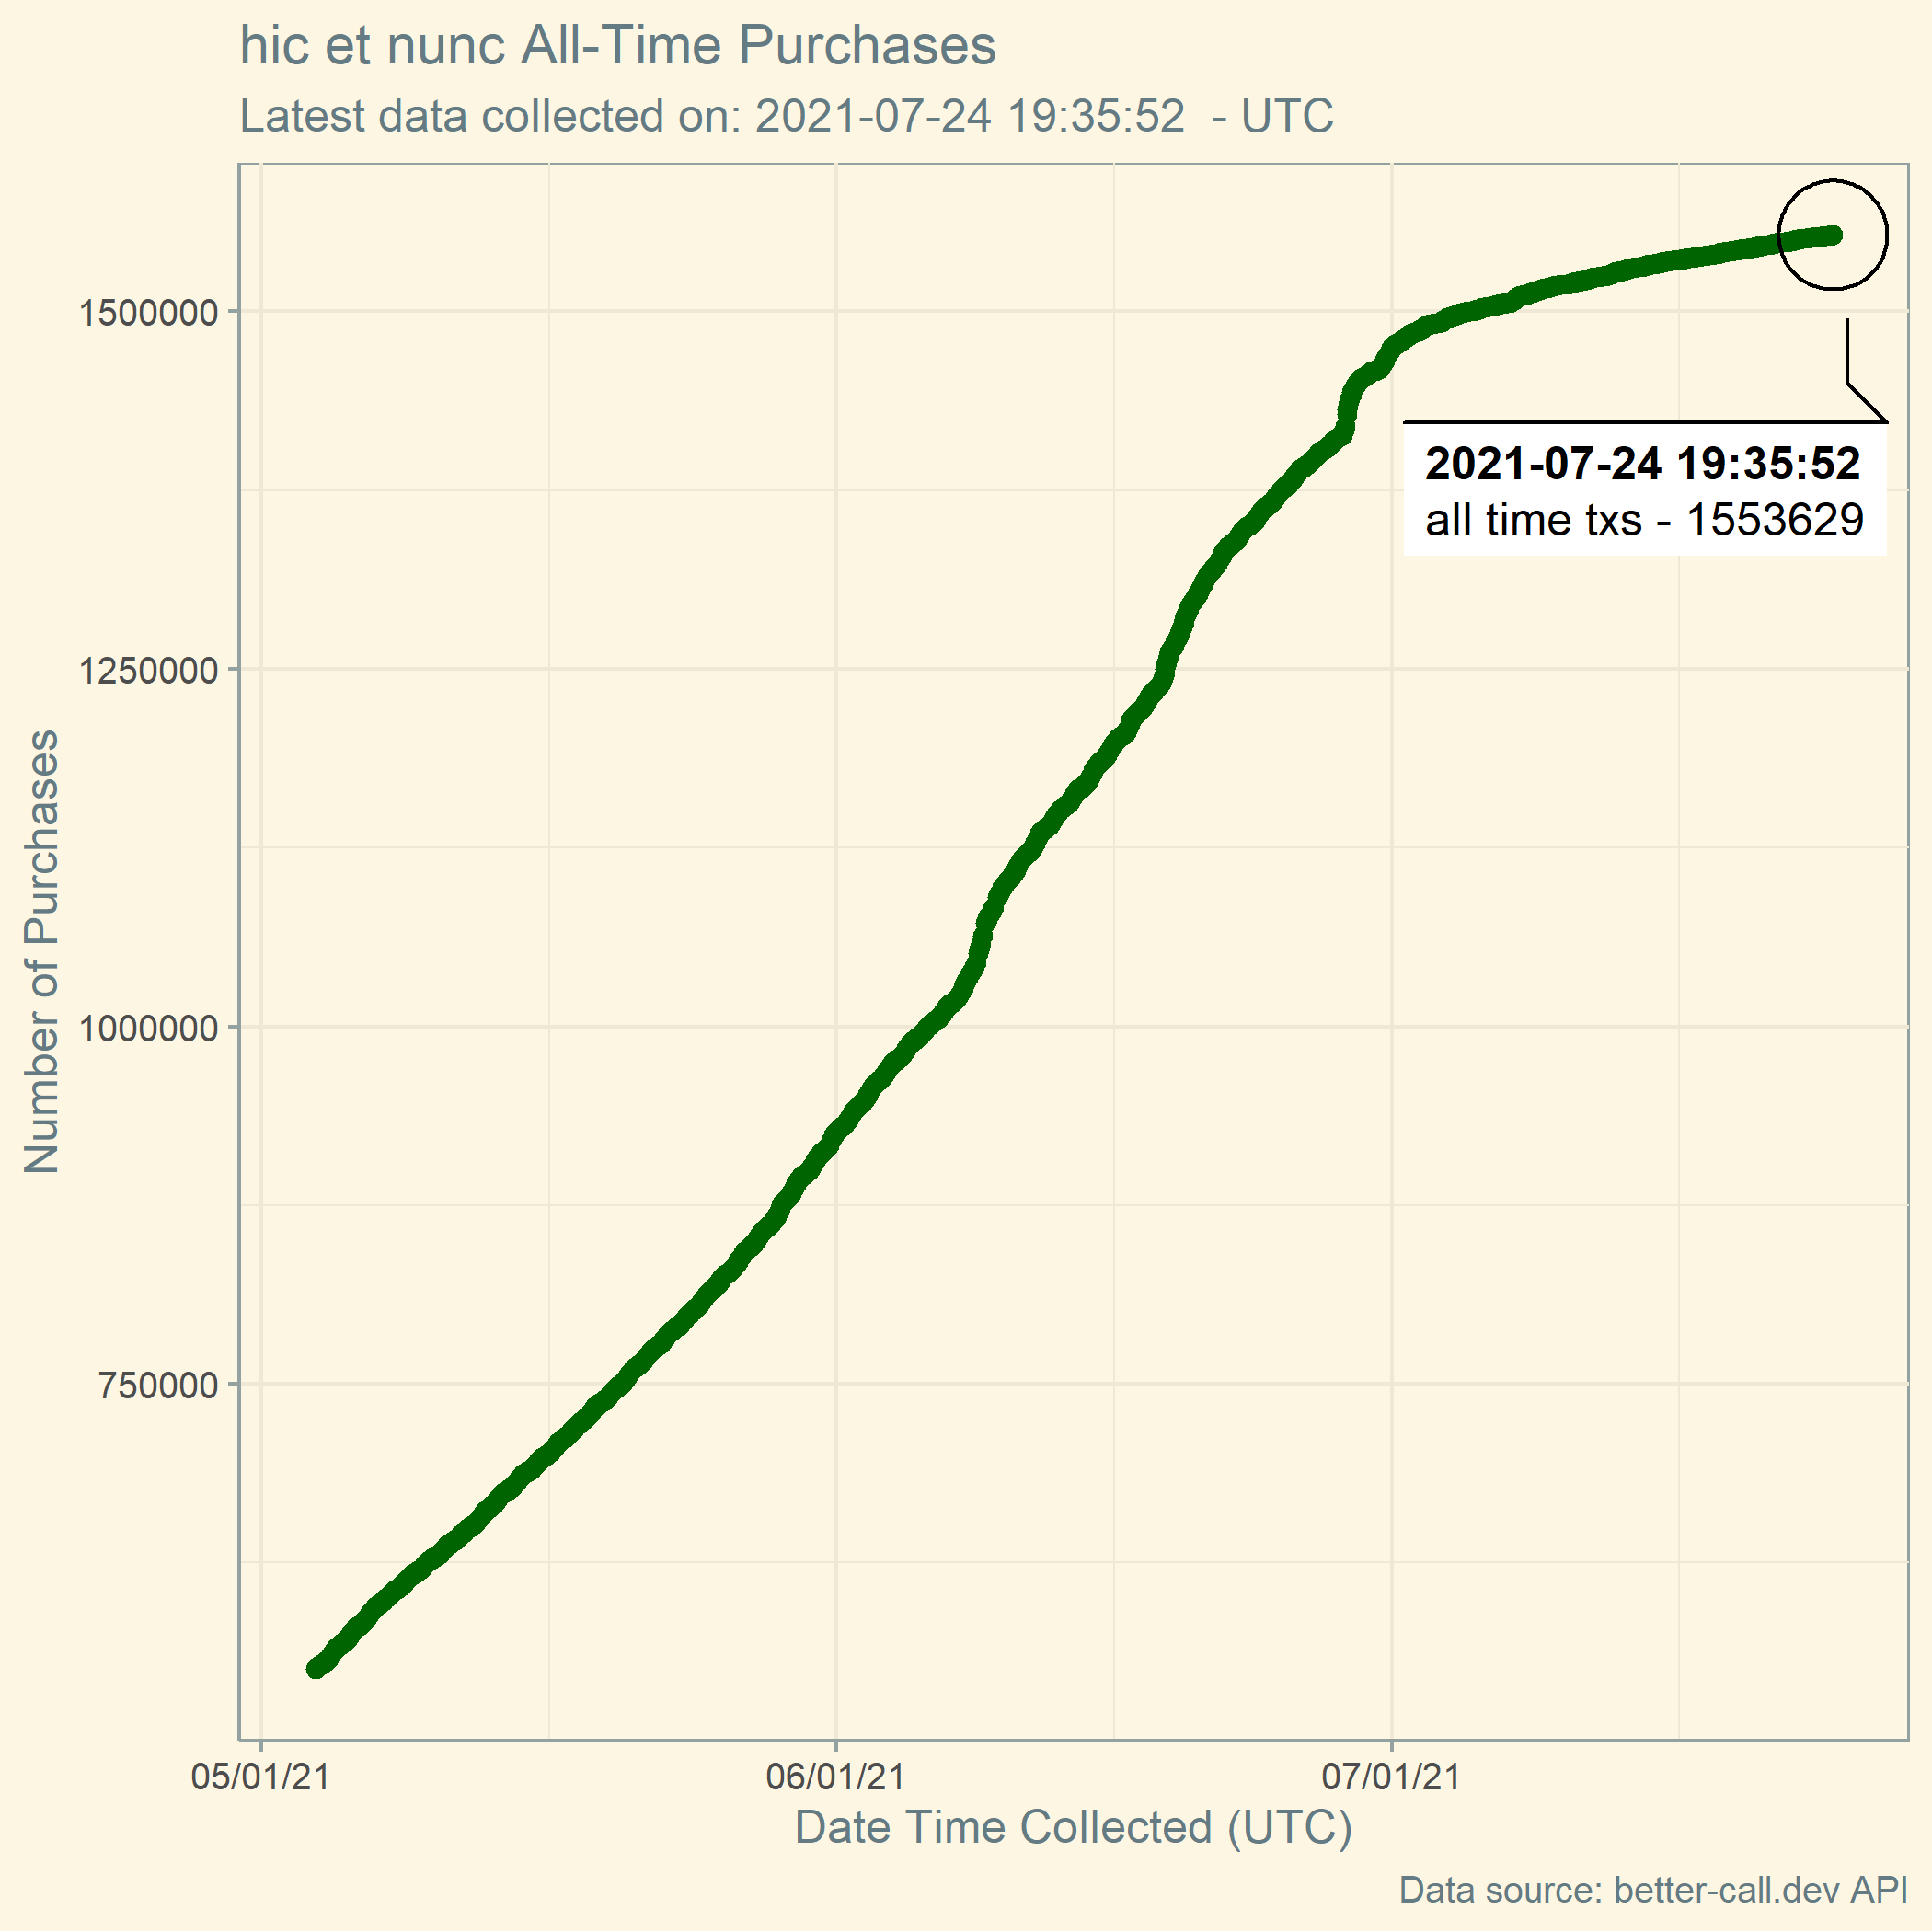 hic et nunc All-Time Purchases
Latest data collected on: 2021-07-24 19:35:52  - UTC
Number of Purchases
1500000
1250000
1000000
750000
2021-07-24 19:35:52
all time txs - 1553629
05/01/21
06/01/21
07/01/21
Date Time Collected (UTC)
Data source: better-call.dev API